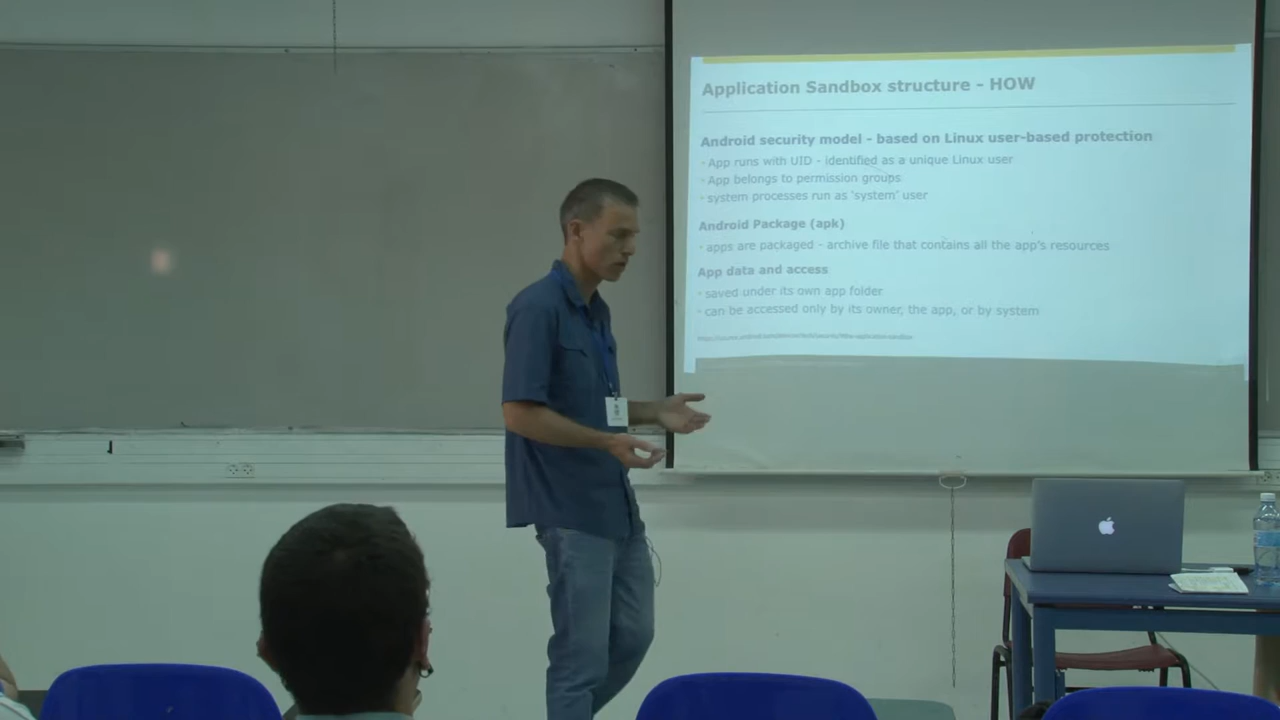 Application Sandbox structure - HOW
Android security model - based on Linux user-based protection
- App runs with UID - identified as a unique Linux user
- App belongs to permission groups
- system processes run as 'system' user
Android Package (apk)
- apps are packaged - archive file that contains all the app's resources
App data and access
- saved under its own app folder
- can be accessed only by its owner, the app, or by system